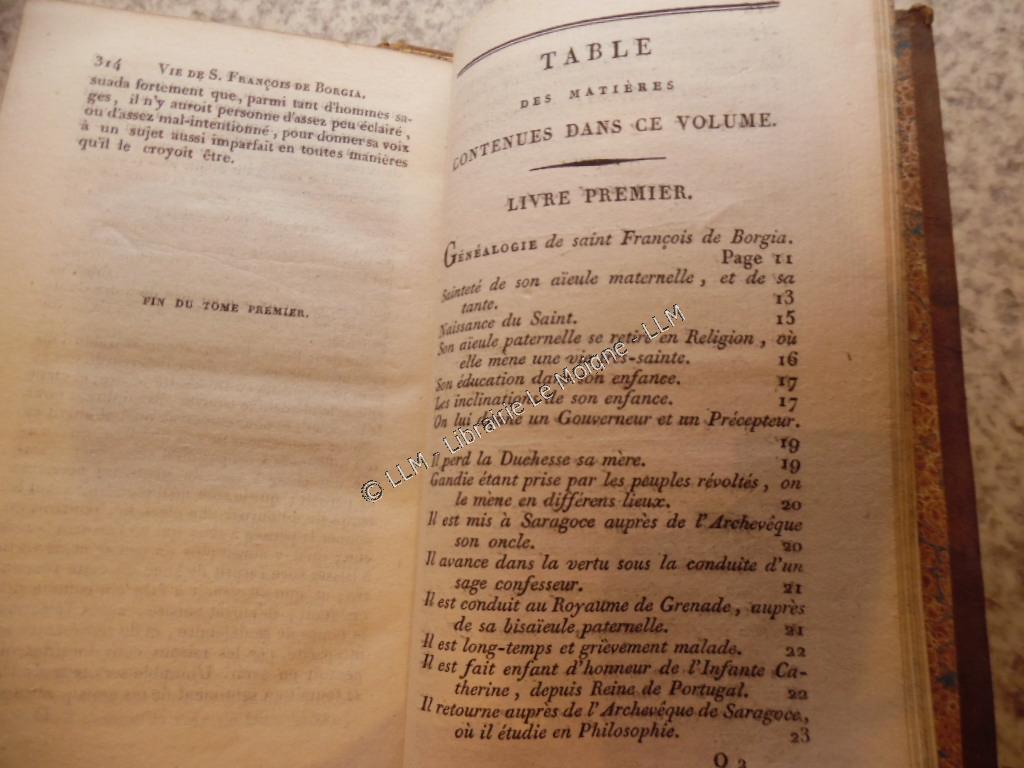 314 VIE DE S. FRANÇOIS DE BORGIA.
suada fortement que, parmi tant d'hommes sa-
ges, il n'y auroit personne d'assez peu éclairé,
ou d'assez mal-intentionné, pour donner sa voix
à un sujet aussi imparfait en toutes manières
qu'il le croyoit être.
FIN DU TOME PREMIER.
TABLE
DES MATIÈRES
CONTENUES DANS CE VOLUME.
LIVRE PREMIER.
GÉNÉALOGIE de saint François de Borgia.
Page 11
Sainteté de son aïeule maternelle, et de sa
tante. 13
Naissance du Saint. 15
Son aïeule paternelle se retire en Religion, où
elle mène une vie très-sainte. 16
Son éducation dans son enfance. 17
Les inclinations de son enfance. 17
On lui donne un Gouverneur et un Précepteur.
19
Il perd la Duchesse sa mère. 19
Gandie étant prise par les peuples révoltés, on
le mène en différens lieux. 20
Il est mis à Saragoce auprès de l'Archevêque
son oncle. 20
Il avance dans la vertu sous la conduite d'un
sage confesseur. 21
Il est conduit au Royaume de Grenade, auprès
de sa bisaïeule paternelle. 21
Il est long-temps et grièvement malade. 22
Il est fait enfant d'honneur de l'Infante Ca-
therine, depuis Reine de Portugal. 22
Il retourne auprès de l'Archevêque de Saragoce,
où il étudie en Philosophie. 23
O 2
© LLM - Librairie Le Moigne - LLM